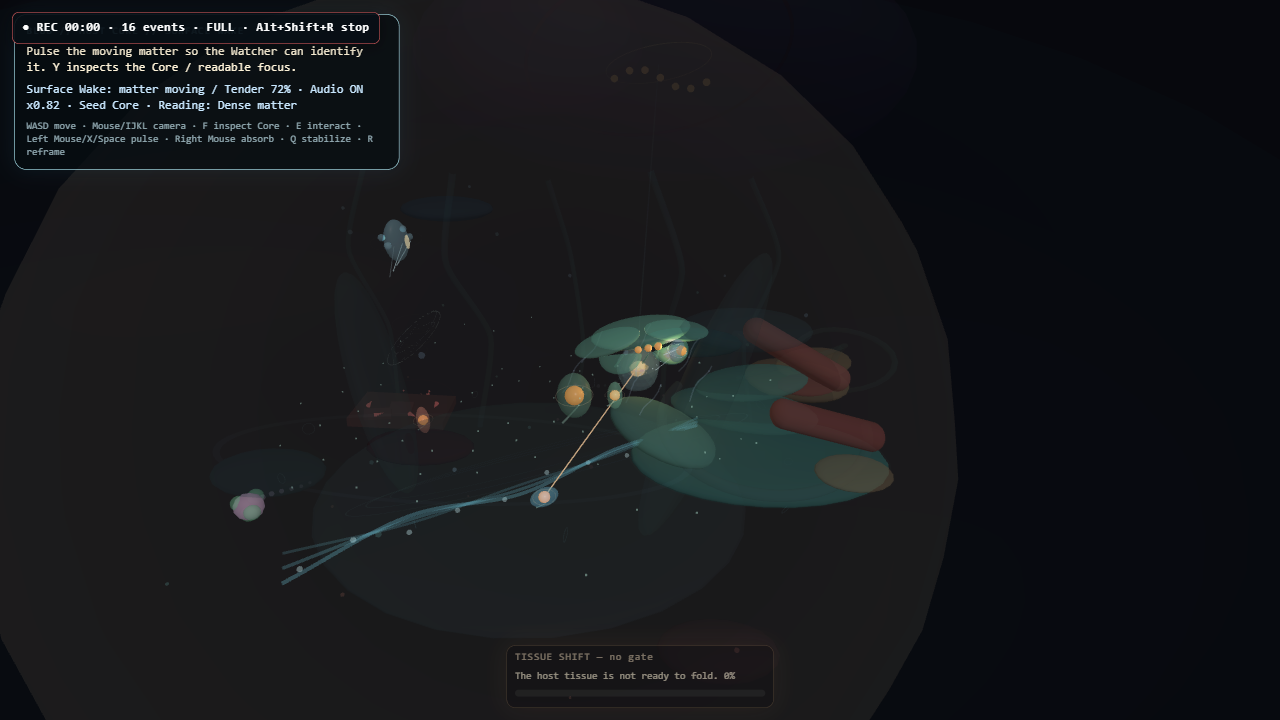 ● REC 00:00 · 16 events · FULL · Alt+Shift+R stop
Pulse the moving matter so the Watcher can identify
it. Y inspects the Core / readable focus.
Surface Wake: matter moving / Tender 72% · Audio ON
x0.82 · Seed Core · Reading: Dense matter
WASD move · Mouse/IJKL camera · F inspect Core · E interact ·
Left Mouse/X/Space pulse · Right Mouse absorb · Q stabilize · R
reframe
TISSUE SHIFT — no gate
The host tissue is not ready to fold. 0%